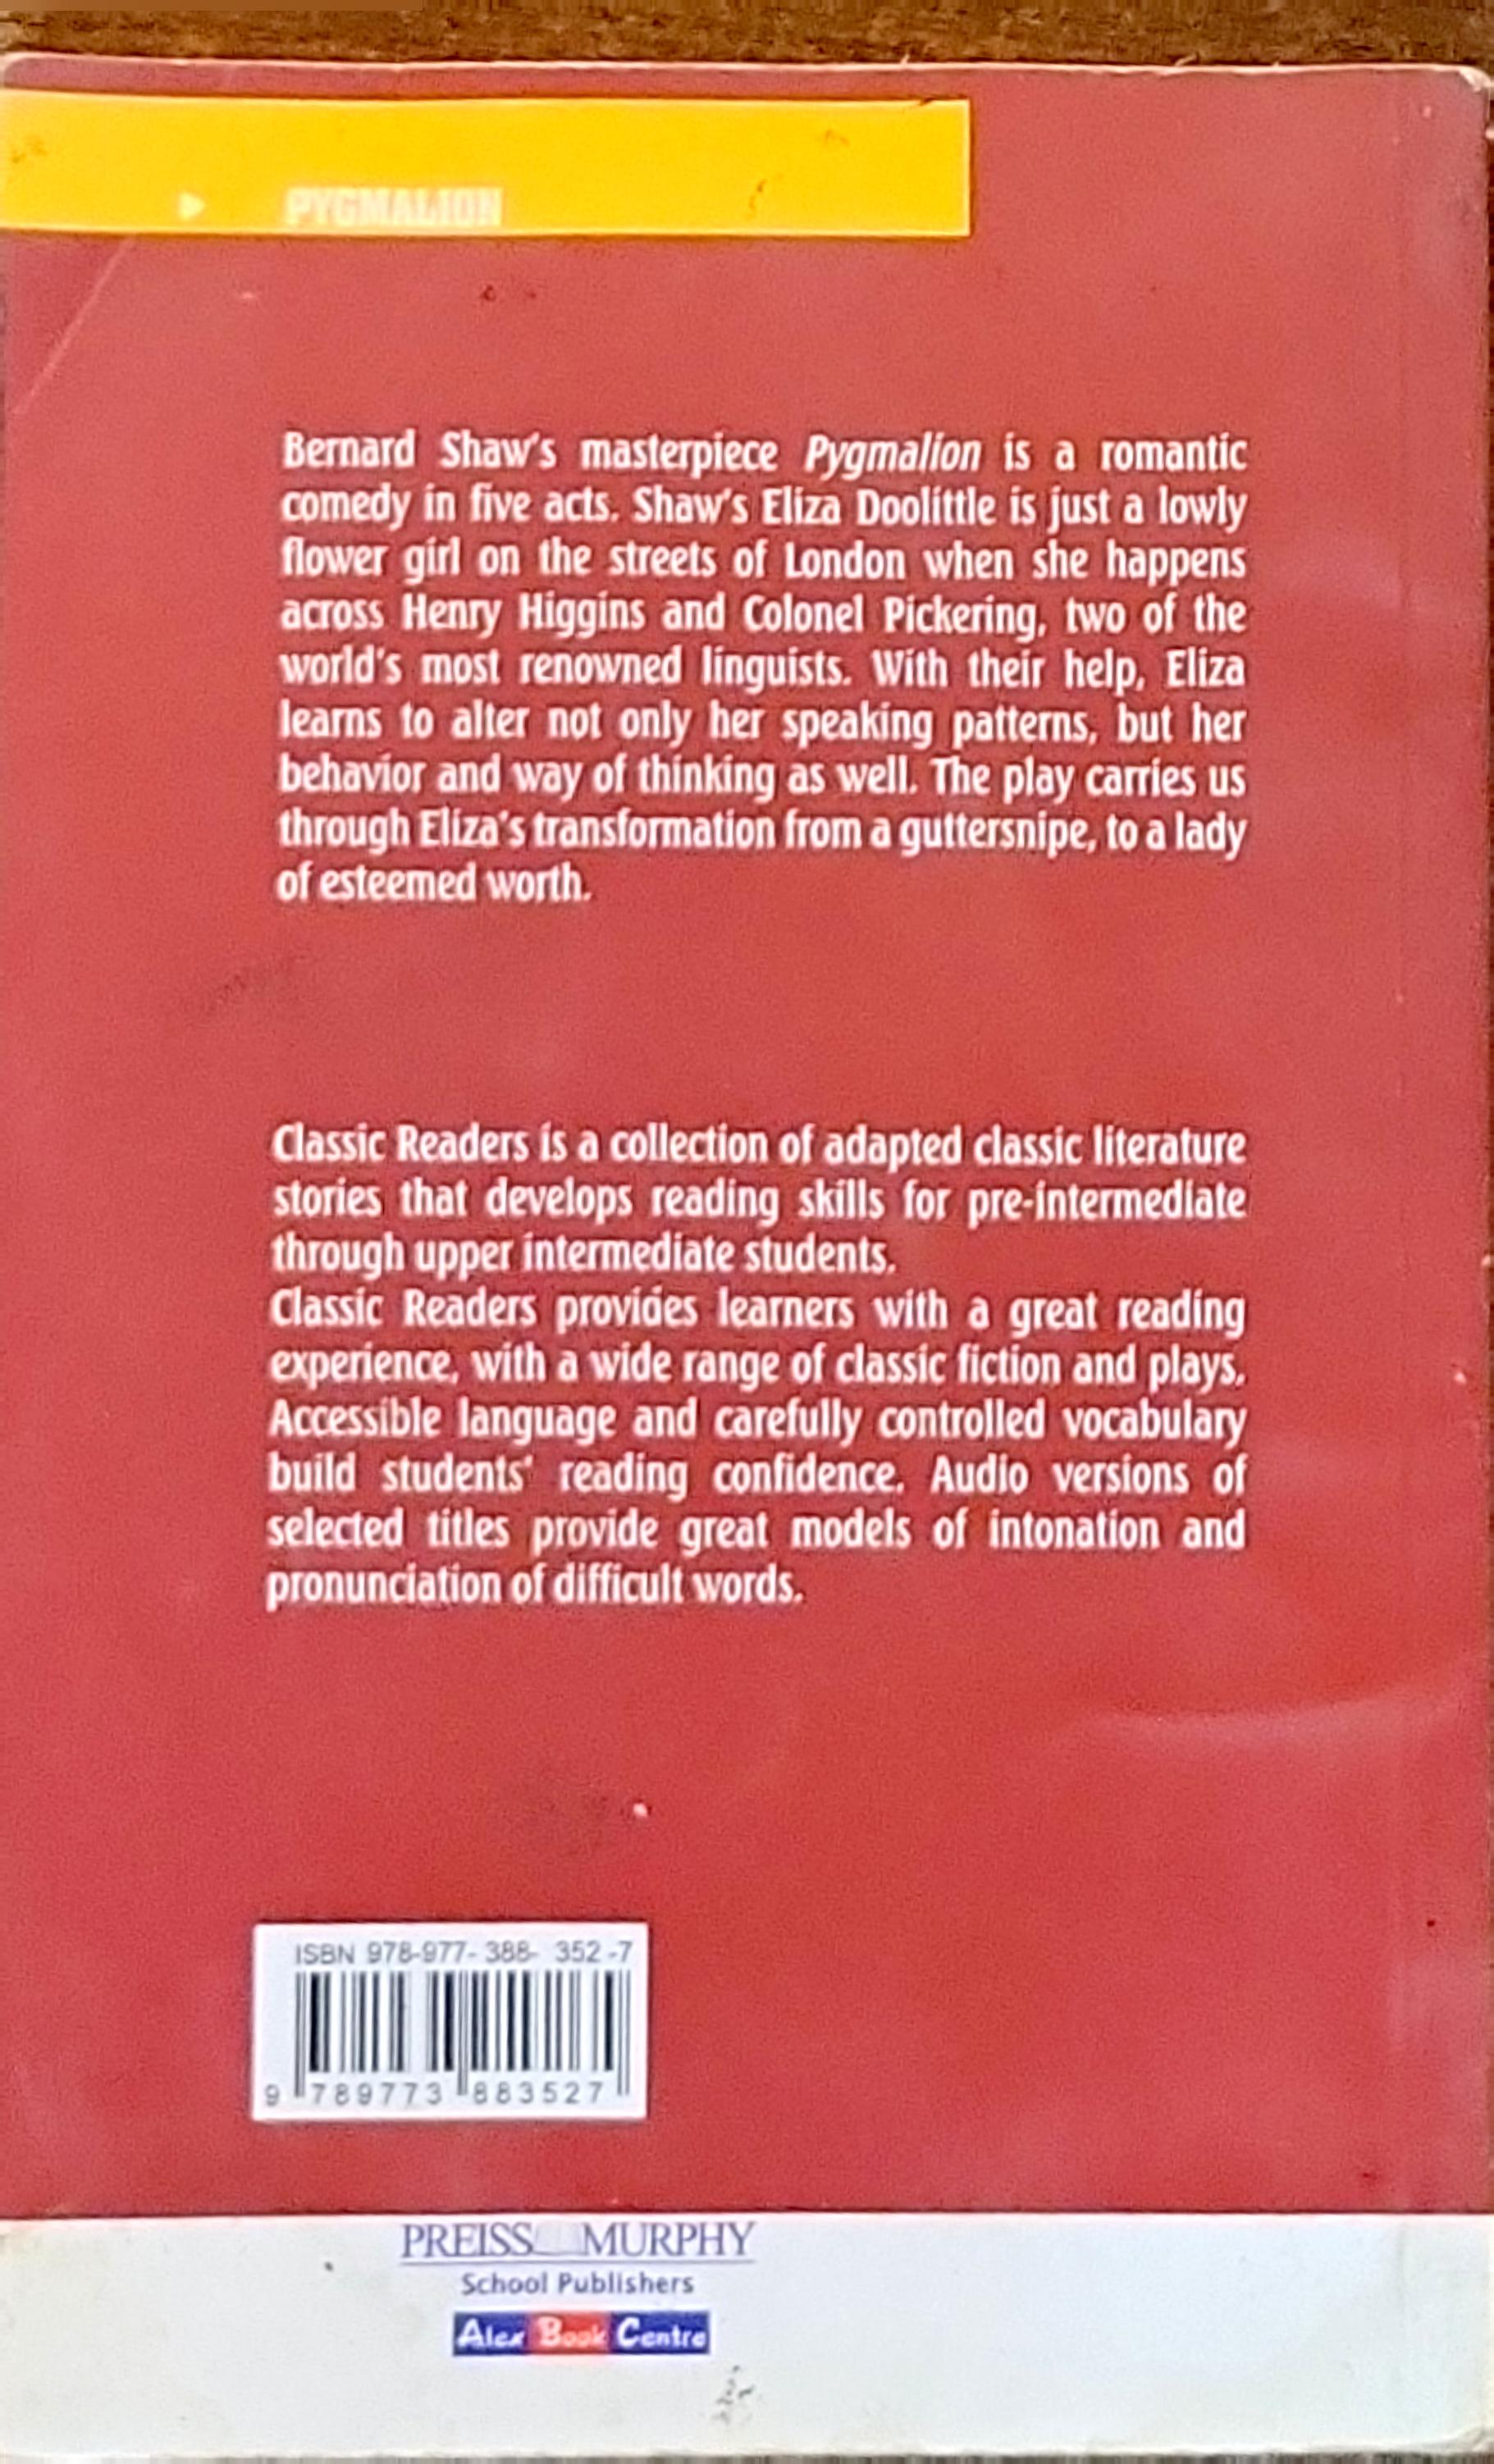 PYGMALION
Bernard Shaw's masterpiece Pygmalion is a romantic
comedy in five acts. Shaw's Eliza Doolittle is just a lowly
flower girl on the streets of London when she happens
across Henry Higgins and Colonel Pickering, two of the
world's most renowned linguists. With their help, Eliza
learns to alter not only her speaking patterns, but her
behavior and way of thinking as well. The play carries us
through Eliza's transformation from a guttersnipe, to a lady
of esteemed worth.
Classic Readers is a collection of adapted classic literature
stories that develops reading skills for pre-intermediate
through upper intermediate students.
Classic Readers provides learners with a great reading
experience, with a wide range of classic fiction and plays.
Accessible language and carefully controlled vocabulary
build students' reading confidence. Audio versions of
selected titles provide great models of intonation and
pronunciation of difficult words.
ISBN 978-977-388-352-7
9 789773 883527
PREISS MURPHY
School Publishers
Alex Book Centre